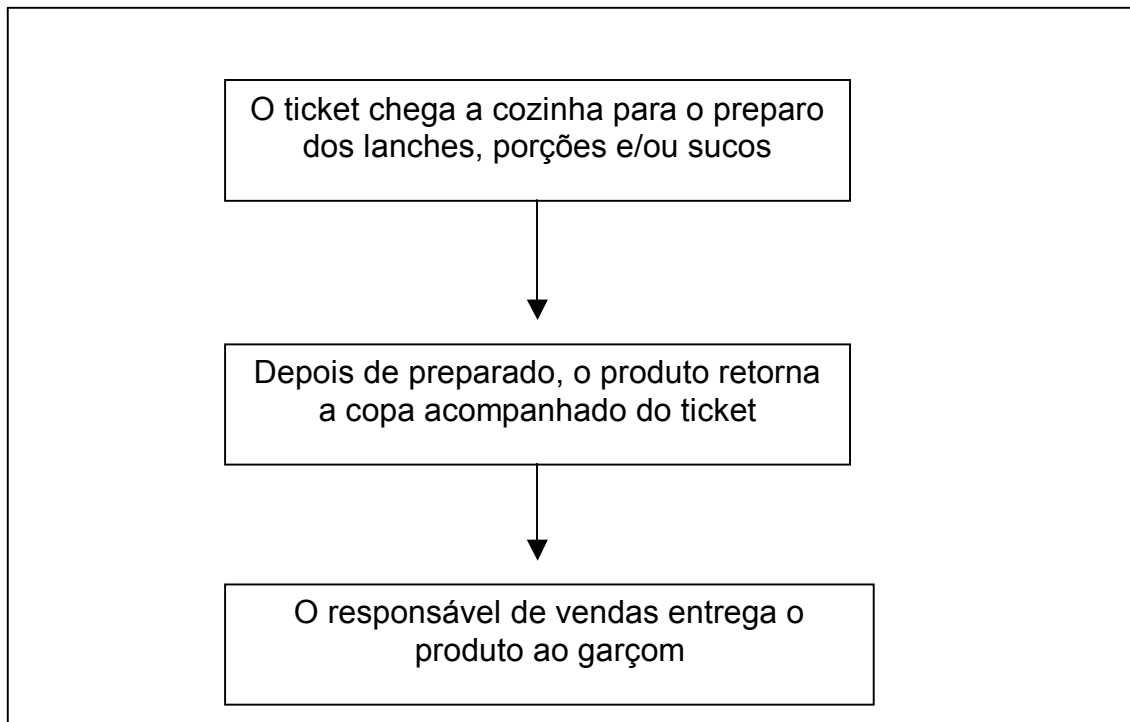 O ticket chega a cozinha para o preparo
dos lanches, porções e/ou sucos
Depois de preparado, o produto retorna
a copa acompanhado do ticket
O responsável de vendas entrega o
produto ao garçom